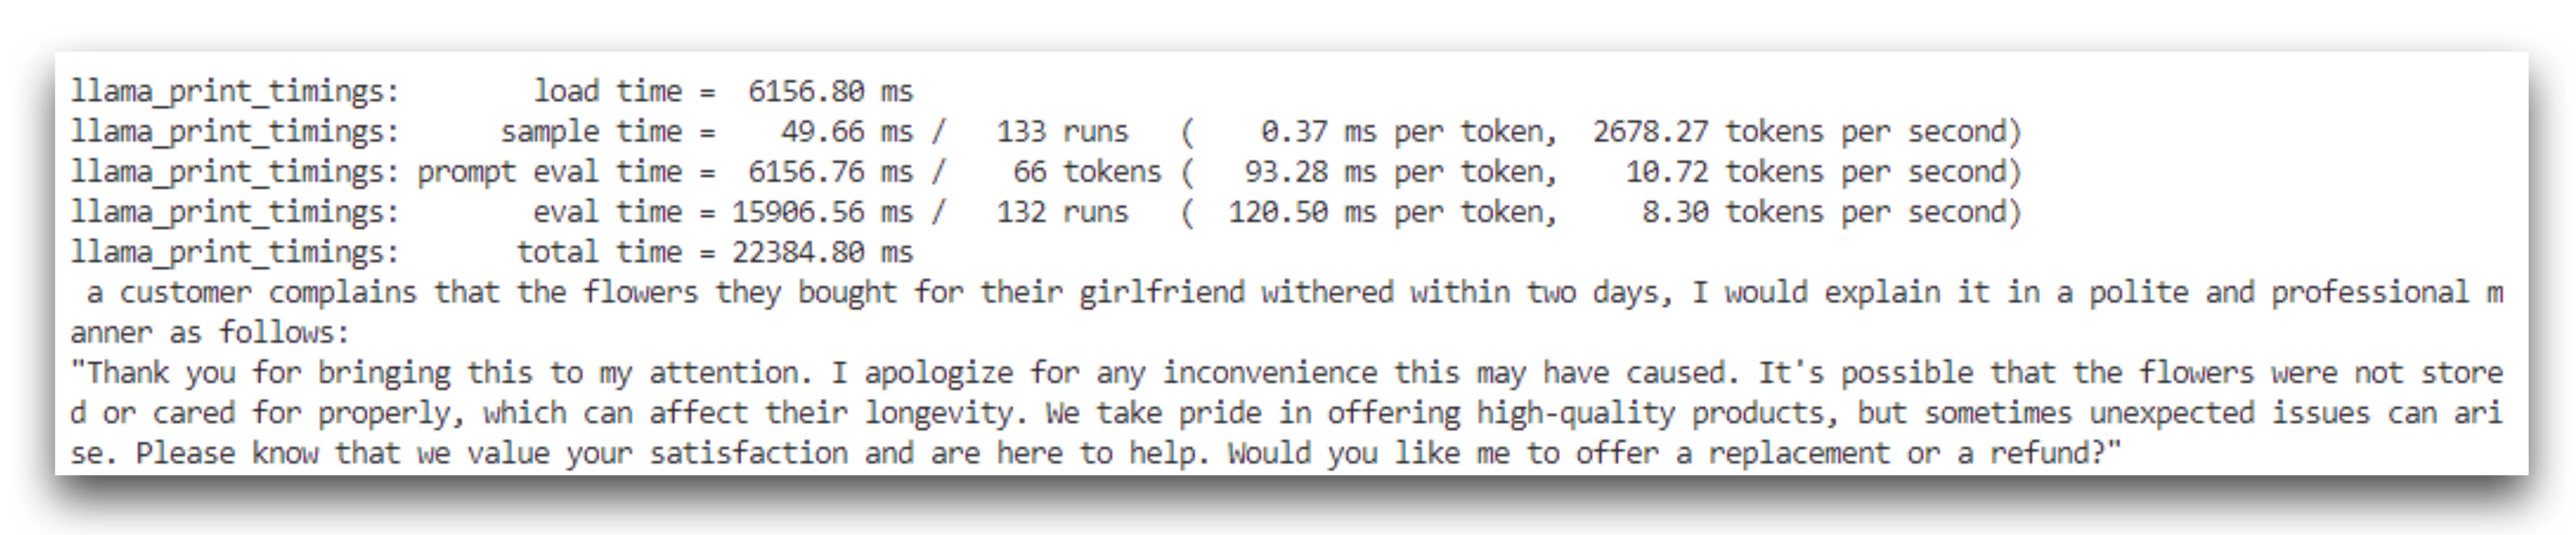 llama_print_timings:        load time =  6156.80 ms
llama_print_timings:      sample time =    49.66 ms /   133 runs   (    0.37 ms per token,  2678.27 tokens per second)
llama_print_timings: prompt eval time =  6156.76 ms /    66 tokens (   93.28 ms per token,    10.72 tokens per second)
llama_print_timings:        eval time = 15906.56 ms /   132 runs   (  120.50 ms per token,     8.30 tokens per second)
llama_print_timings:       total time = 22384.80 ms
 a customer complains that the flowers they bought for their girlfriend withered within two days, I would explain it in a polite and professional m
anner as follows:
"Thank you for bringing this to my attention. I apologize for any inconvenience this may have caused. It's possible that the flowers were not store
d or cared for properly, which can affect their longevity. We take pride in offering high-quality products, but sometimes unexpected issues can ari
se. Please know that we value your satisfaction and are here to help. Would you like me to offer a replacement or a refund?"